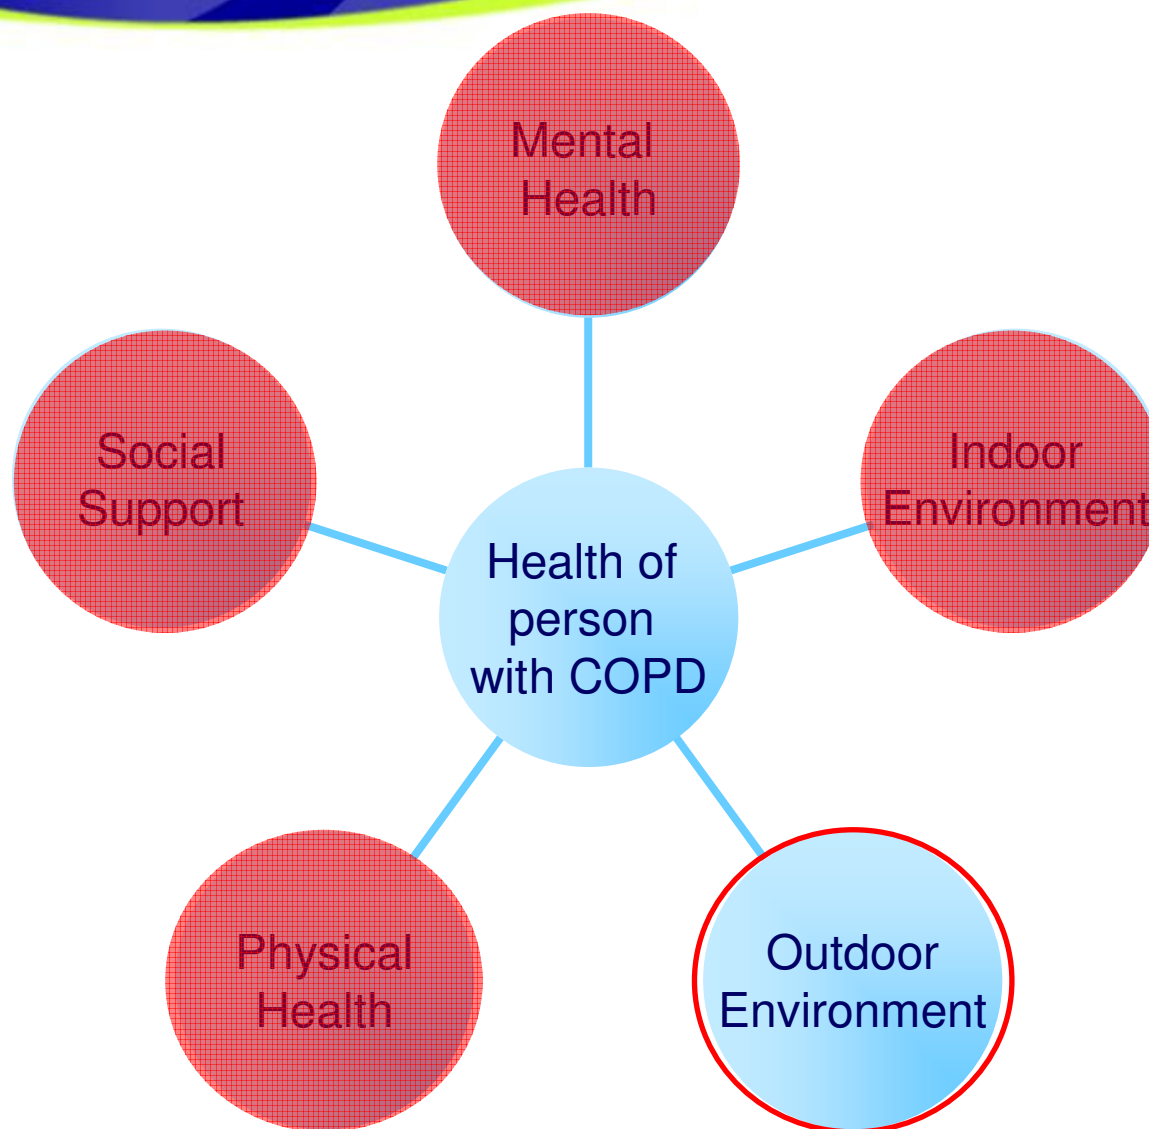 Mental
Health
Social
Support
Indoor
Environment
Health of
person
with COPD
Physical
Health
Outdoor
Environment